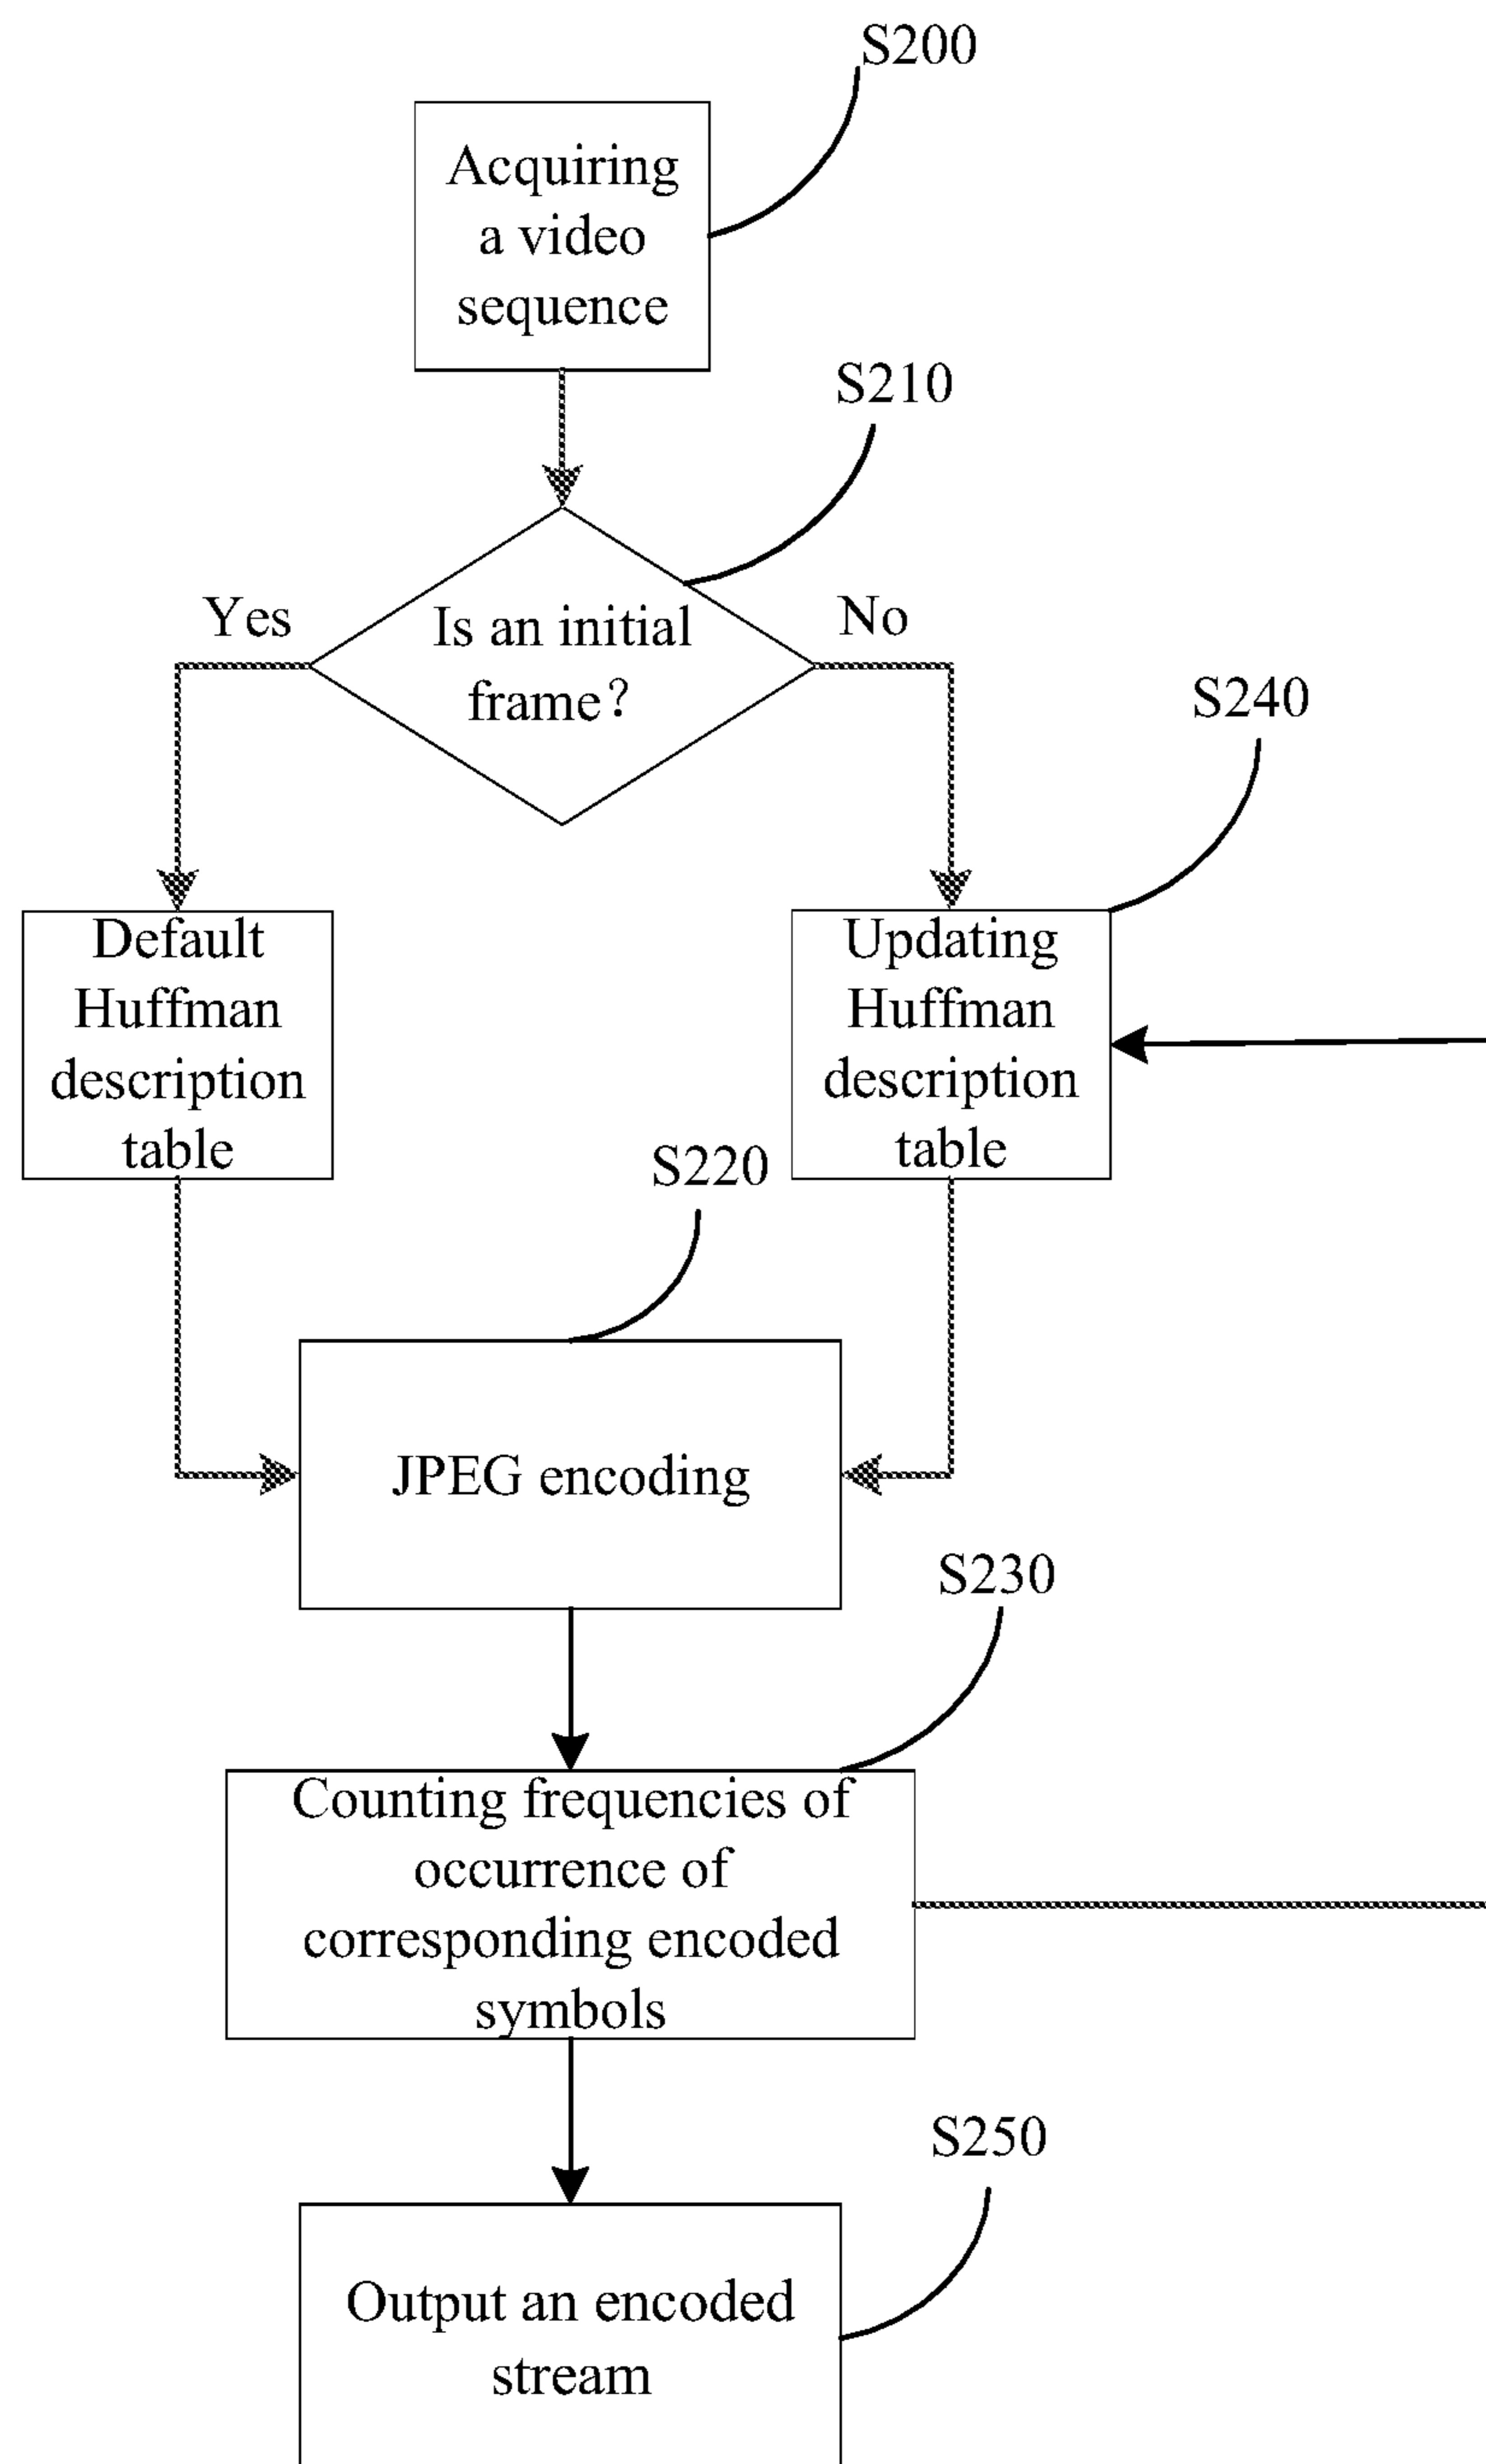 S200
Acquiring
a video
sequence
S210
Yes
Is an initial
frame?
No
S240
Default
Huffman
description
table
Updating
Huffman
description
table
S220
JPEG encoding
S230
Counting frequencies of
occurrence of
corresponding encoded
symbols
S250
Output an encoded
stream